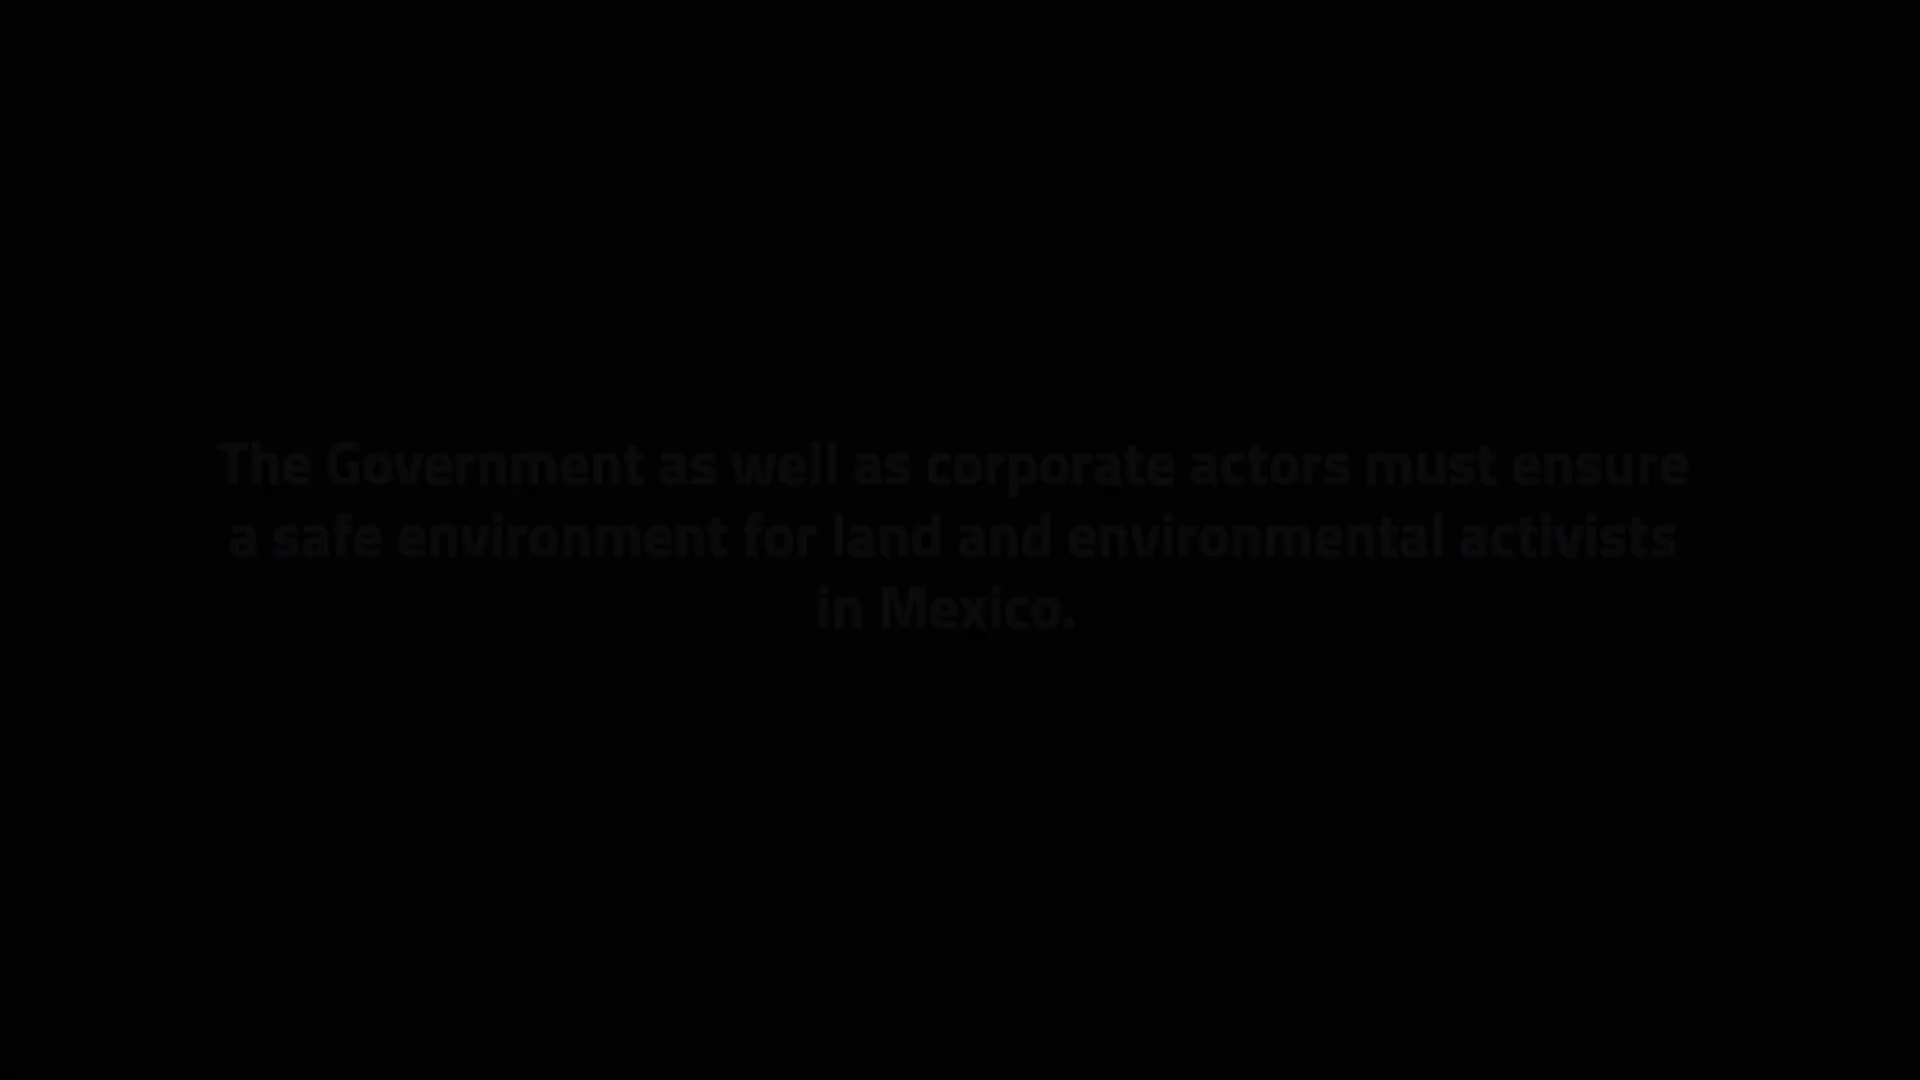 The Government as well as corporate actors must ensure
a safe environment for land and environmental activists
in Mexico.